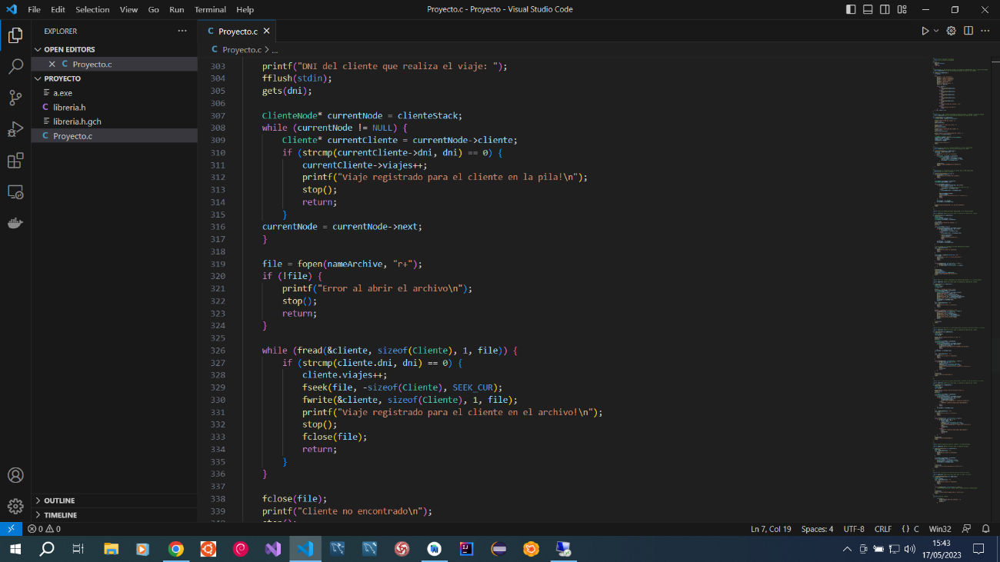 File Edit Selection View Go Run Terminal Help
Proyecto.c - Proyecto - Visual Studio Code
EXPLORER
OPEN EDITORS
Proyecto.c
PROYECTO
a.exe
libreria.h
libreria.h.gch
Proyecto.c
OUTLINE
TIMELINE
Proyecto.c
Proyecto.c > ...
303 printf("DNI del cliente que realiza el viaje: ");
304 fflush(stdin);
305 gets(dni);
306
307 ClienteNode* currentNode = clienteStack;
308 while (currentNode != NULL) {
309 Cliente* currentCliente = currentNode->cliente;
310 if (strcmp(currentCliente->dni, dni) == 0) {
311 currentCliente->viajes++;
312 printf("Viaje registrado para el cliente en la pila!\n");
313 stop();
314 return;
315 }
316 currentNode = currentNode->next;
317 }
318
319 file = fopen(nameArchive, "r+");
320 if (!file) {
321 printf("Error al abrir el archivo\n");
322 stop();
323 return;
324 }
325
326 while (fread(&cliente, sizeof(Cliente), 1, file)) {
327 if (strcmp(cliente.dni, dni) == 0) {
328 cliente.viajes++;
329 fseek(file, -sizeof(Cliente), SEEK_CUR);
330 fwrite(&cliente, sizeof(Cliente), 1, file);
331 printf("Viaje registrado para el cliente en el archivo!\n");
332 stop();
333 fclose(file);
334 return;
335 }
336 }
337
338 fclose(file);
339 printf("Cliente no encontrado\n");
0 0
Ln 7, Col 19 Spaces: 4 UTF-8 CRLF {} C Win32
15:43
17/05/2023